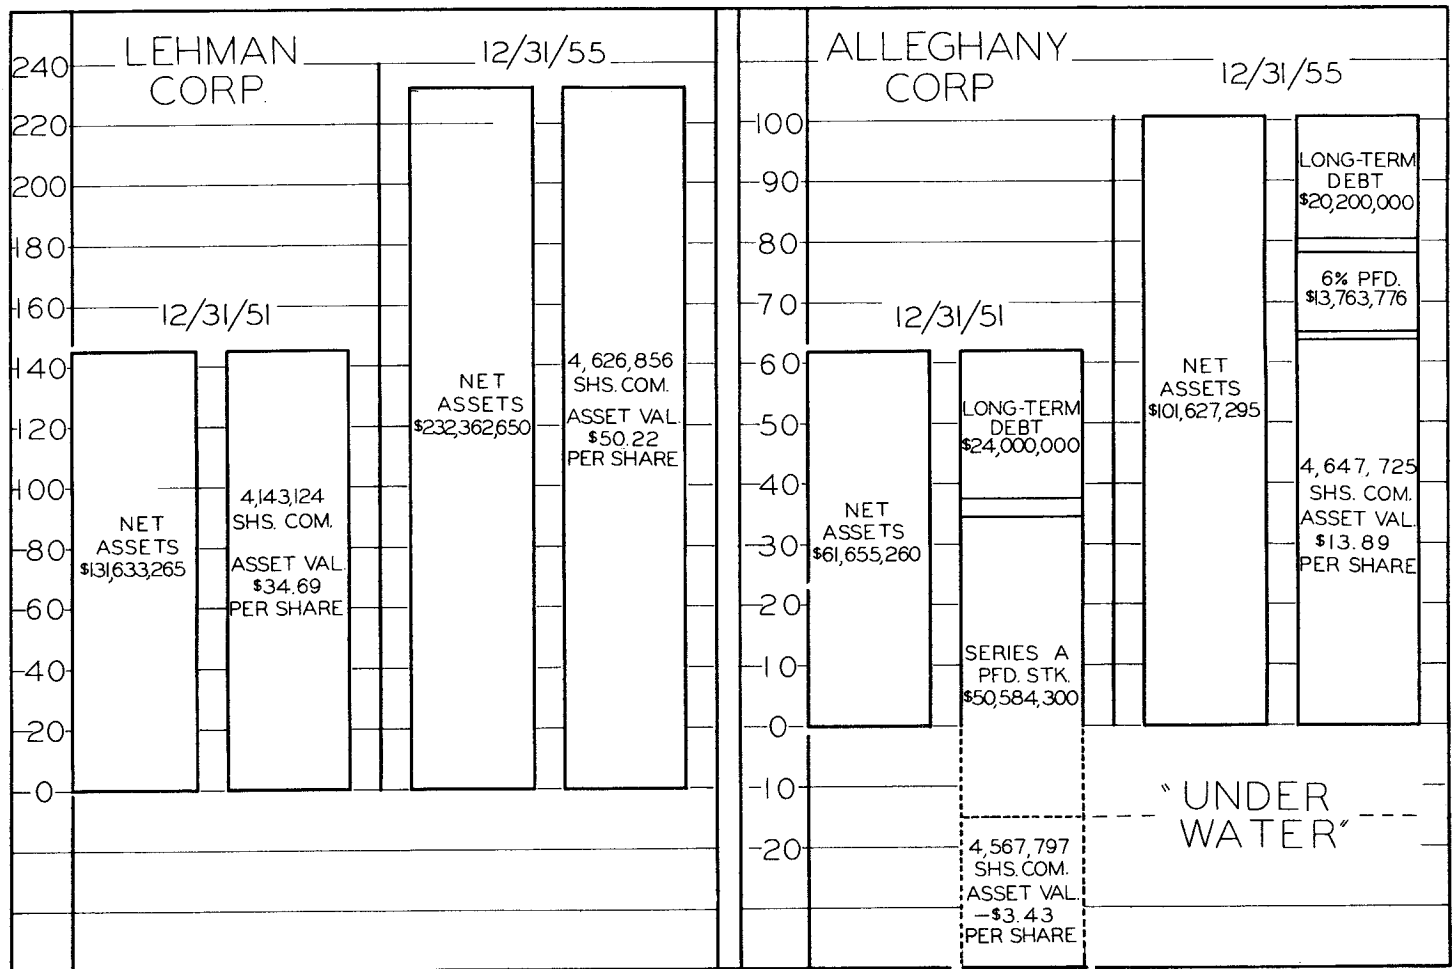 LEHMAN
CORP.
12/31/55
240
220
200
180
160
140
120
100
80
60
40
20
0
12/31/51
NET
ASSETS
$131,633,265
4,143,124
SHS. COM.
ASSET VAL.
$34.69
PER SHARE
NET
ASSETS
$232,362,650
4,626,856
SHS. COM.
ASSET VAL.
$50.22
PER SHARE
ALLEGHANY
CORP
12/31/55
100
90
80
70
60
50
40
30
20
10
0
10
20
12/31/51
NET
ASSETS
$61,655,260
LONG-TERM
DEBT
$24,000,000
SERIES A
PFD. STK.
$50,584,300
4,567,797
SHS. COM.
ASSET VAL.
-$3.43
PER SHARE
NET
ASSETS
$101,627,295
LONG-TERM
DEBT
$20,200,000
6% PFD.
$13,763,776
4,647,725
SHS. COM.
ASSET VAL.
$13.89
PER SHARE
"UNDER
WATER"